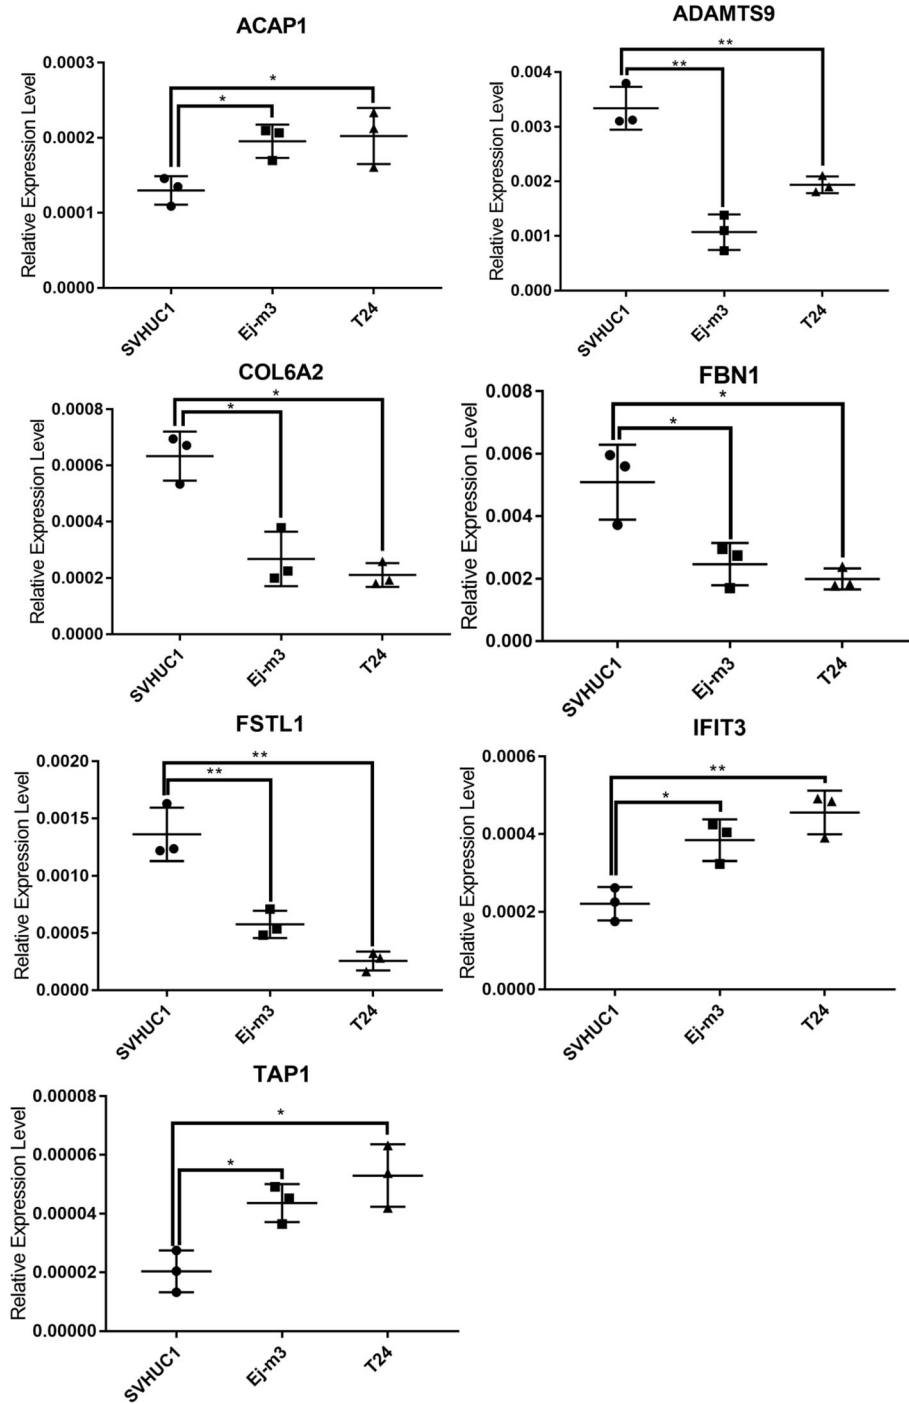 ACAP1
Relative Expression Level
0.0003
0.0002
0.0001
0.0000
*
*
SVHUC1
Ej-m3
T24
ADAMTS9
Relative Expression Level
0.004
0.003
0.002
0.001
0.000
**
**
SVHUC1
Ej-m3
T24
COL6A2
Relative Expression Level
0.0008
0.0006
0.0004
0.0002
0.0000
*
*
SVHUC1
Ej-m3
T24
FBN1
Relative Expression Level
0.008
0.006
0.004
0.002
0.000
*
*
SVHUC1
Ej-m3
T24
FSTL1
Relative Expression Level
0.0020
0.0015
0.0010
0.0005
0.0000
**
**
SVHUC1
Ej-m3
T24
IFIT3
Relative Expression Level
0.0006
0.0004
0.0002
0.0000
**
*
SVHUC1
Ej-m3
T24
TAP1
Relative Expression Level
0.00008
0.00006
0.00004
0.00002
0.00000
*
*
SVHUC1
Ej-m3
T24